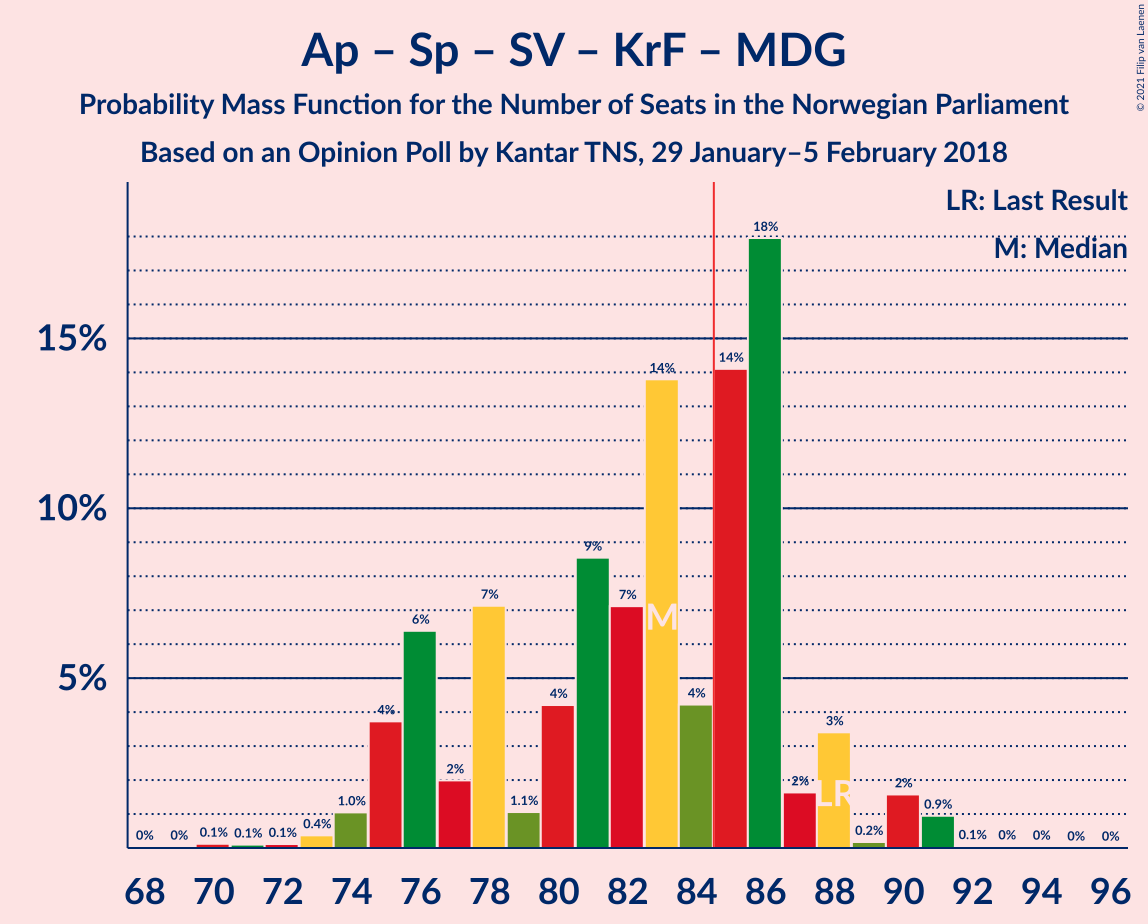 Ap – Sp – SV – KrF – MDG
Probability Mass Function for the Number of Seats in the Norwegian Parliament
Based on an Opinion Poll by Kantar TNS, 29 January–5 February 2018
© 2021 Filip van Laenen
LR: Last Result
M: Median
15%
10%
5%
0% 0% 0.1% 0.1% 0.1% 0.4% 1.0% 4% 6% 2% 7% 1.1% 4% 9% 7% 14% 4% 14% 18% 2% 3% 0.2% 2% 0.9% 0.1% 0% 0% 0% 0%
M
LR
68 70 72 74 76 78 80 82 84 86 88 90 92 94 96